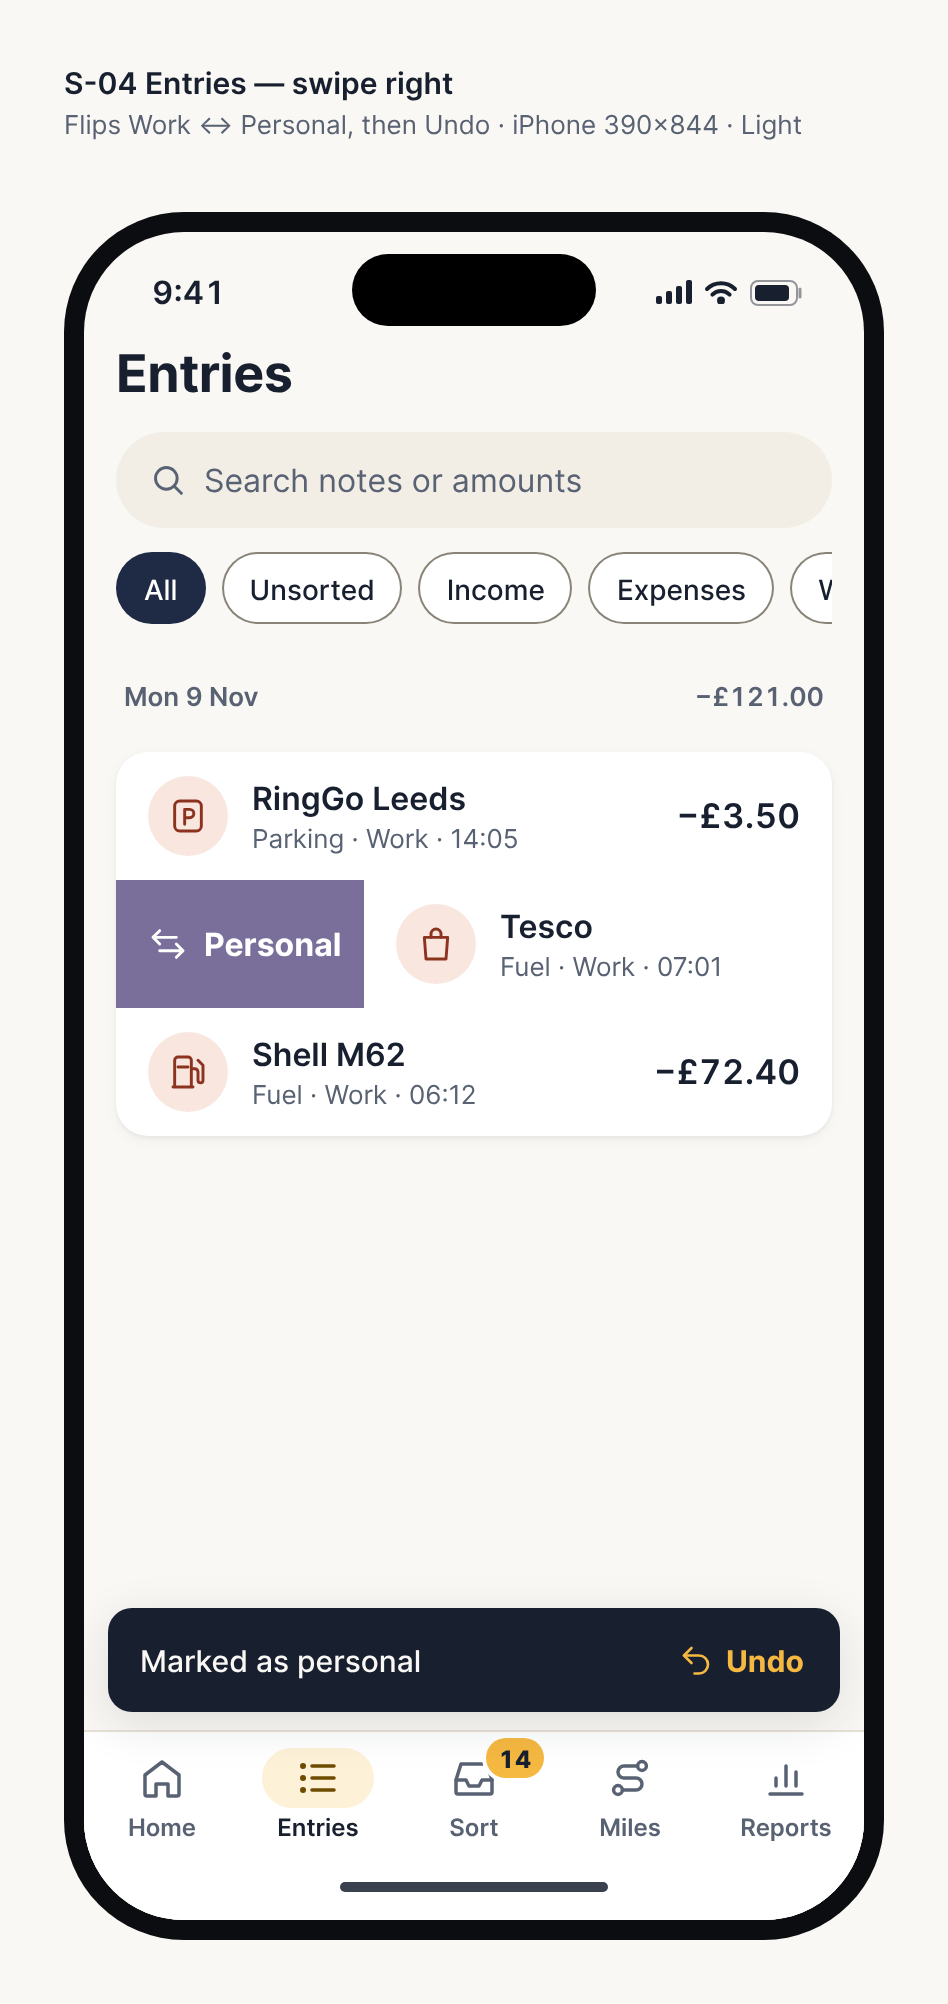 S-04 Entries — swipe right
Flips Work ↔ Personal, then Undo · iPhone 390×844 · Light
9:41
Entries
Search notes or amounts
All Unsorted Income Expenses
Mon 9 Nov −£121.00
RingGo Leeds
−£3.50
Parking · Work · 14:05
Personal
Tesco
Fuel · Work · 07:01
Shell M62
−£72.40
Fuel · Work · 06:12
Marked as personal Undo
14
Home Entries Sort Miles Reports